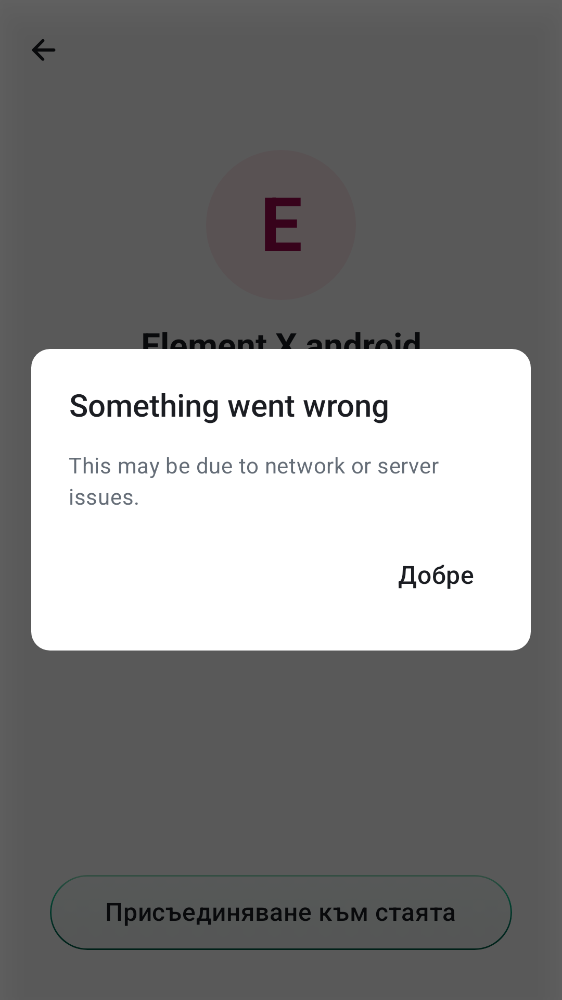 E
Element X android
Something went wrong
This may be due to network or server
issues.
Добре
Присъединяване към стаята